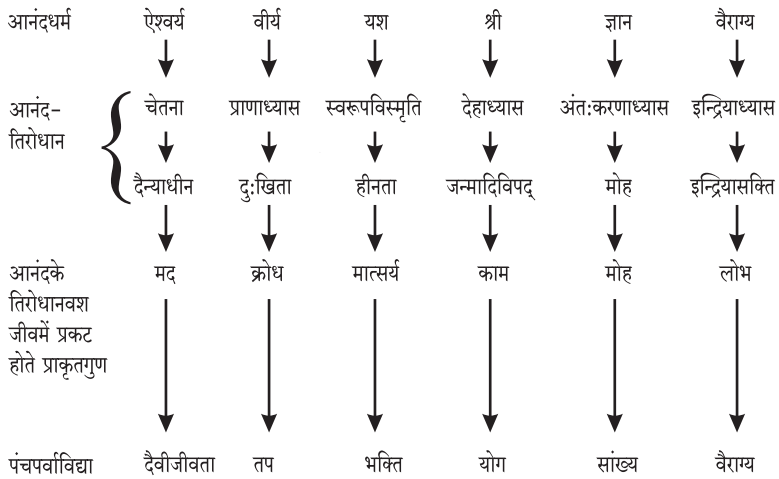 आनंदधर्म ऐश्वर्य वीर्य यश श्री ज्ञान वैराग्य
आनंद- चेतना प्राणाध्यास स्वरूपविस्मृति देहाध्यास अंत:करणाध्यास इन्द्रियाध्यास
तिरोधान
दैन्याधीन दु:खिता हीनता जन्मादिविपद् मोह इन्द्रियासक्ति
आनंदके मद क्रोध मात्सर्य काम मोह लोभ
तिरोधानवश
जीवमें प्रकट
होते प्राकृतगुण
पंचपर्वाविद्या दैवीजीवता तप भक्ति योग सांख्य वैराग्य